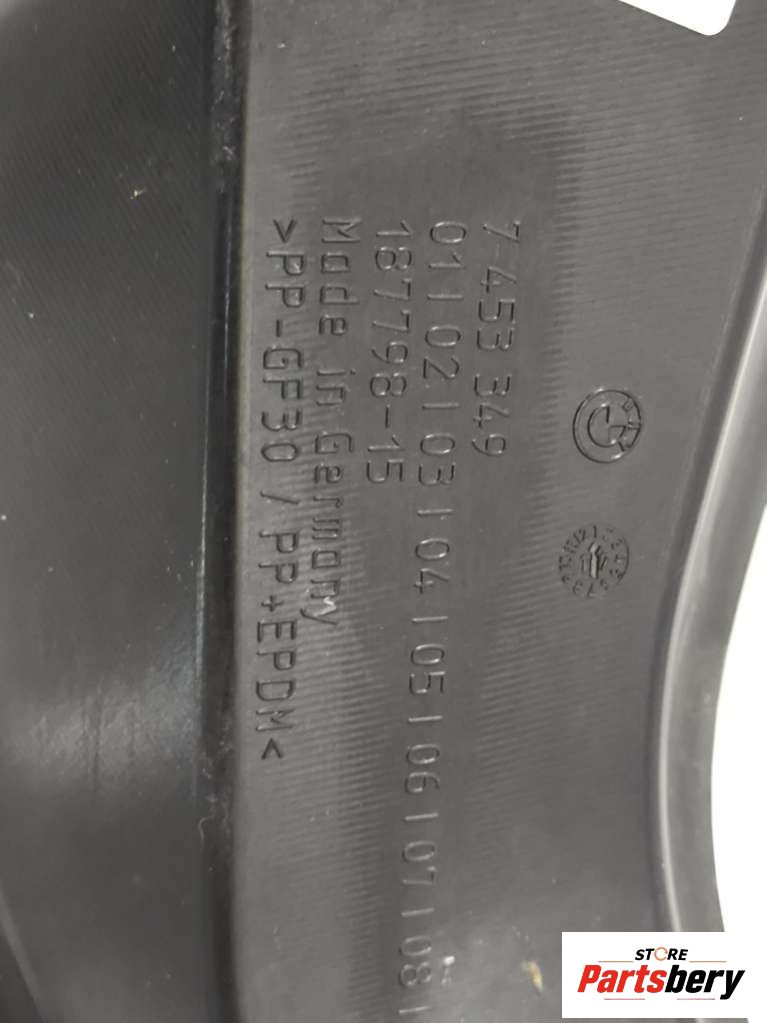 7 453 349
01 | 02 | 03 | 04 | 05 | 06 | 07 | 08 |
187798-15
Made in Germany
>PP-GF30 / PP+EPDM<
STORE
Partsbery